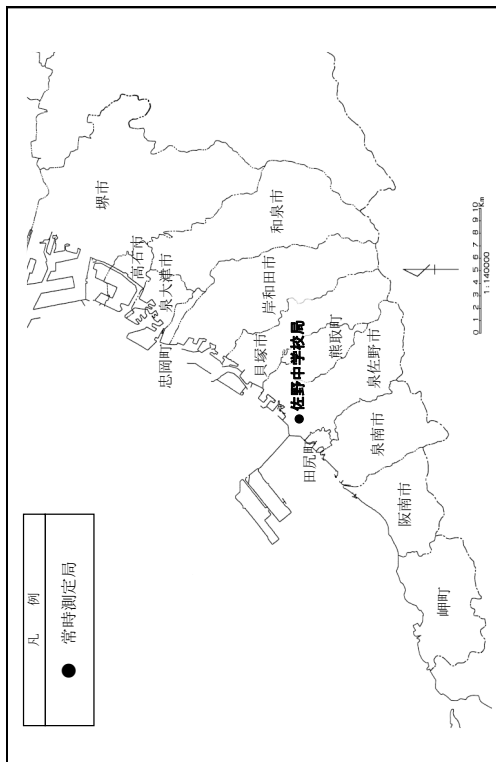 凡 例
● 常時測定局
堺市
高石市
泉大津市
忠岡町
和泉市
岸和田市
貝塚市
●佐野中学校局
熊取町
田尻町
泉佐野市
泉南市
阪南市
岬町
0 1 2 3 4 5 6 7 8 9 10
Km
1:140000